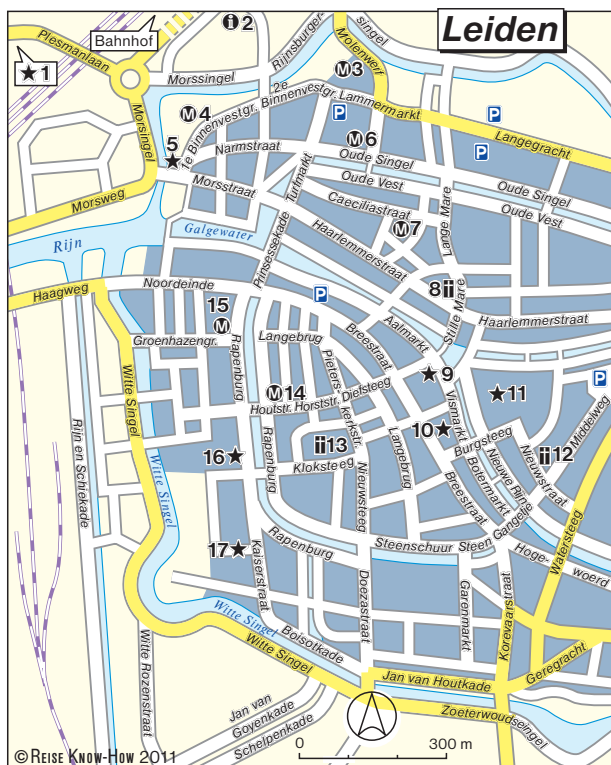 Leiden
Plesmanlaan
Bahnhof
i 2
Rijnsburger-
singel
Molenwerf
M 3
★ 1
Morssingel
2e Binnenvestgr.
1e Binnenvestgr.
Lammermarkt
M 4
P
P
P
Langegracht
Morsingel
5
Narmstraat
M 6
Oude Singel
Oude Vest
Oude Singel
Oude Vest
Turfmarkt
Morsweg
Morsstraat
Caeciliastraat
M 7
Lange Mare
Galgewater
Haarlemmerstraat
Rijn
Prinsessekade
8
Stille Mare
Haagweg
Noordeinde
P
15
M
Aalmarkt
Haarlemmerstraat
Groenhazengr.
Langebrug
Breestraat
Rapenburg
Pieters-
kerkstr.
9
P
Witte Singel
M 14
Diefsteeg
Houtstr.
Horststr.
Vismarkt
11
Middelweg
10
Burgsteeg
Rijn en Schiekade
Witte Singel
16
Rapenburg
13
Kloksteeg
Langebrug
Botermarkt
Nieuwe Rijn
Nieuwstraat
12
Nieuwsteeg
Breestraat
Gangetje
Watersteeg
17
Rapenburg
Steenschuur
Steen
Hoge-
woerd
Kaiserstraat
Doezastraat
Garenmarkt
Korevaarstraat
Witte Singel
Boisotkade
Witte Singel
Witte Rozenstraat
Jan van Houtkade
Geregracht
Jan van
Goyenkade
Schelpenkade
Zoeterwoudseingel
© REISE KNOW-HOW 2011
0
300 m